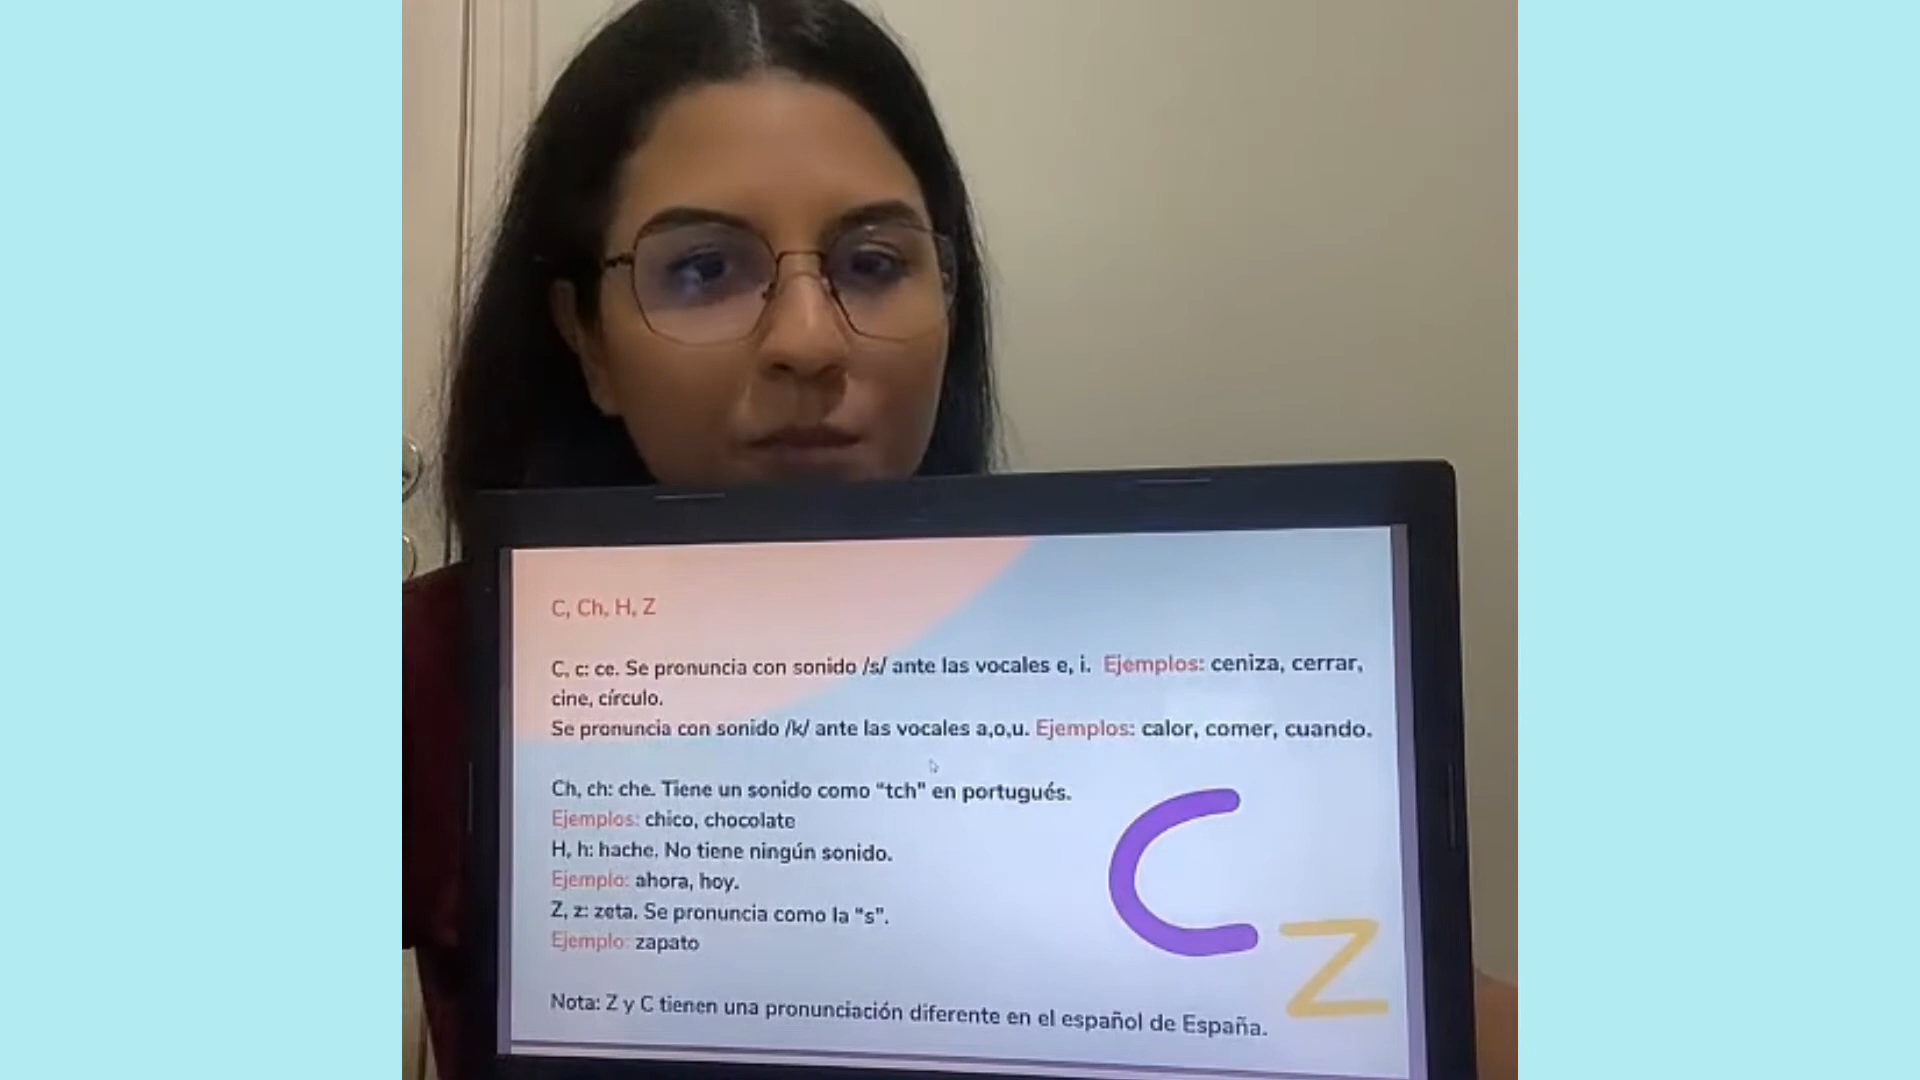 C, Ch, H, Z
C, c: ce. Se pronuncia con sonido /s/ ante las vocales e, i. Ejemplos: ceniza, cerrar,
cine, círculo.
Se pronuncia con sonido /k/ ante las vocales a,o,u. Ejemplos: calor, comer, cuando.
Ch, ch: che. Tiene un sonido como “tch” en portugués.
Ejemplos: chico, chocolate
H, h: hache. No tiene ningún sonido.
Ejemplo: ahora, hoy.
Z, z: zeta. Se pronuncia como la “s”.
Ejemplo: zapato
C
Z
Nota: Z y C tienen una pronunciación diferente en el español de España.